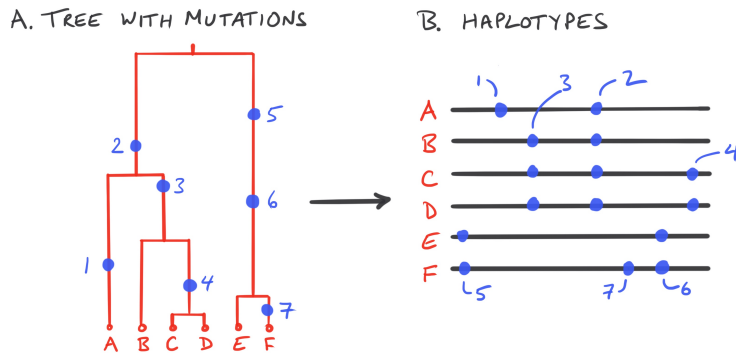 A. TREE WITH MUTATIONS
B. HAPLOTYPES
5
2
3
6
1
4
7
A B C D E F
1 3 2
A
B
4
C
D
E
F
5 7 6